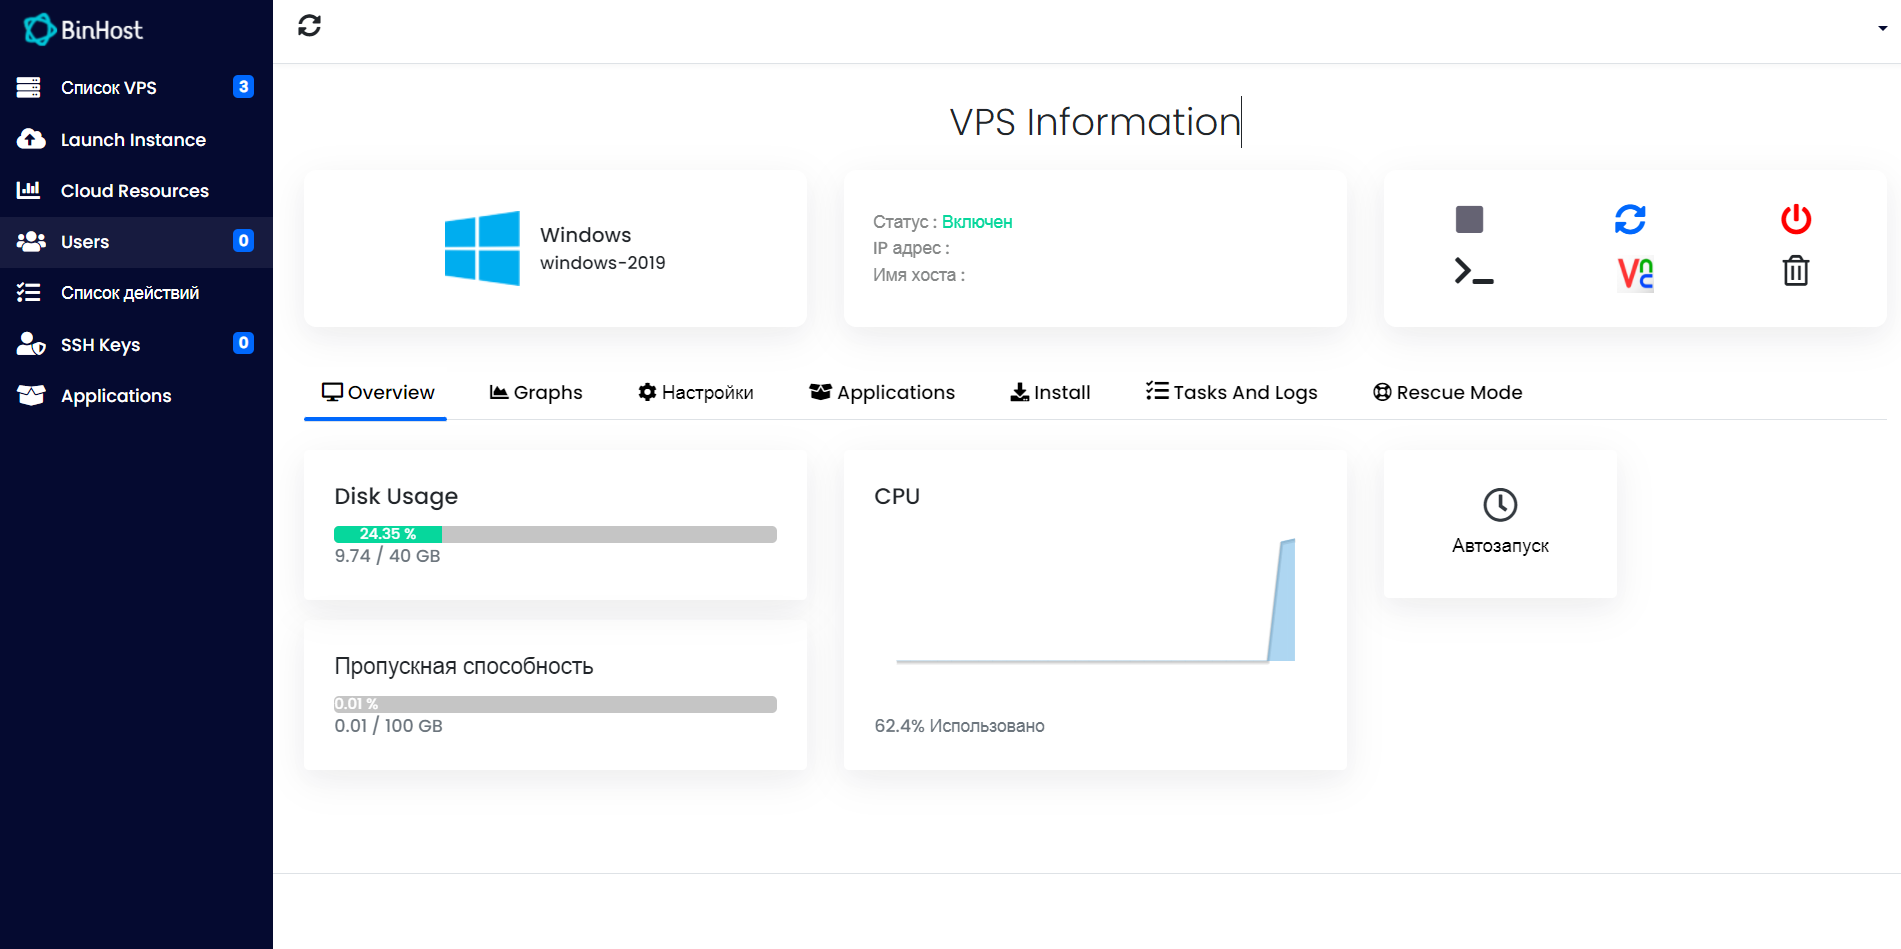 BinHost
Список VPS 3
Launch Instance
Cloud Resources
Users 0
Список действий
SSH Keys 0
Applications
VPS Information
Windows
windows-2019
Статус : Включен
IP адрес :
Имя хоста :
VNC
Overview Graphs Настройки Applications Install Tasks And Logs Rescue Mode
Disk Usage
24.35 %
9.74 / 40 GB
Пропускная способность
0.01 %
0.01 / 100 GB
CPU
62.4% Использовано
Автозапуск